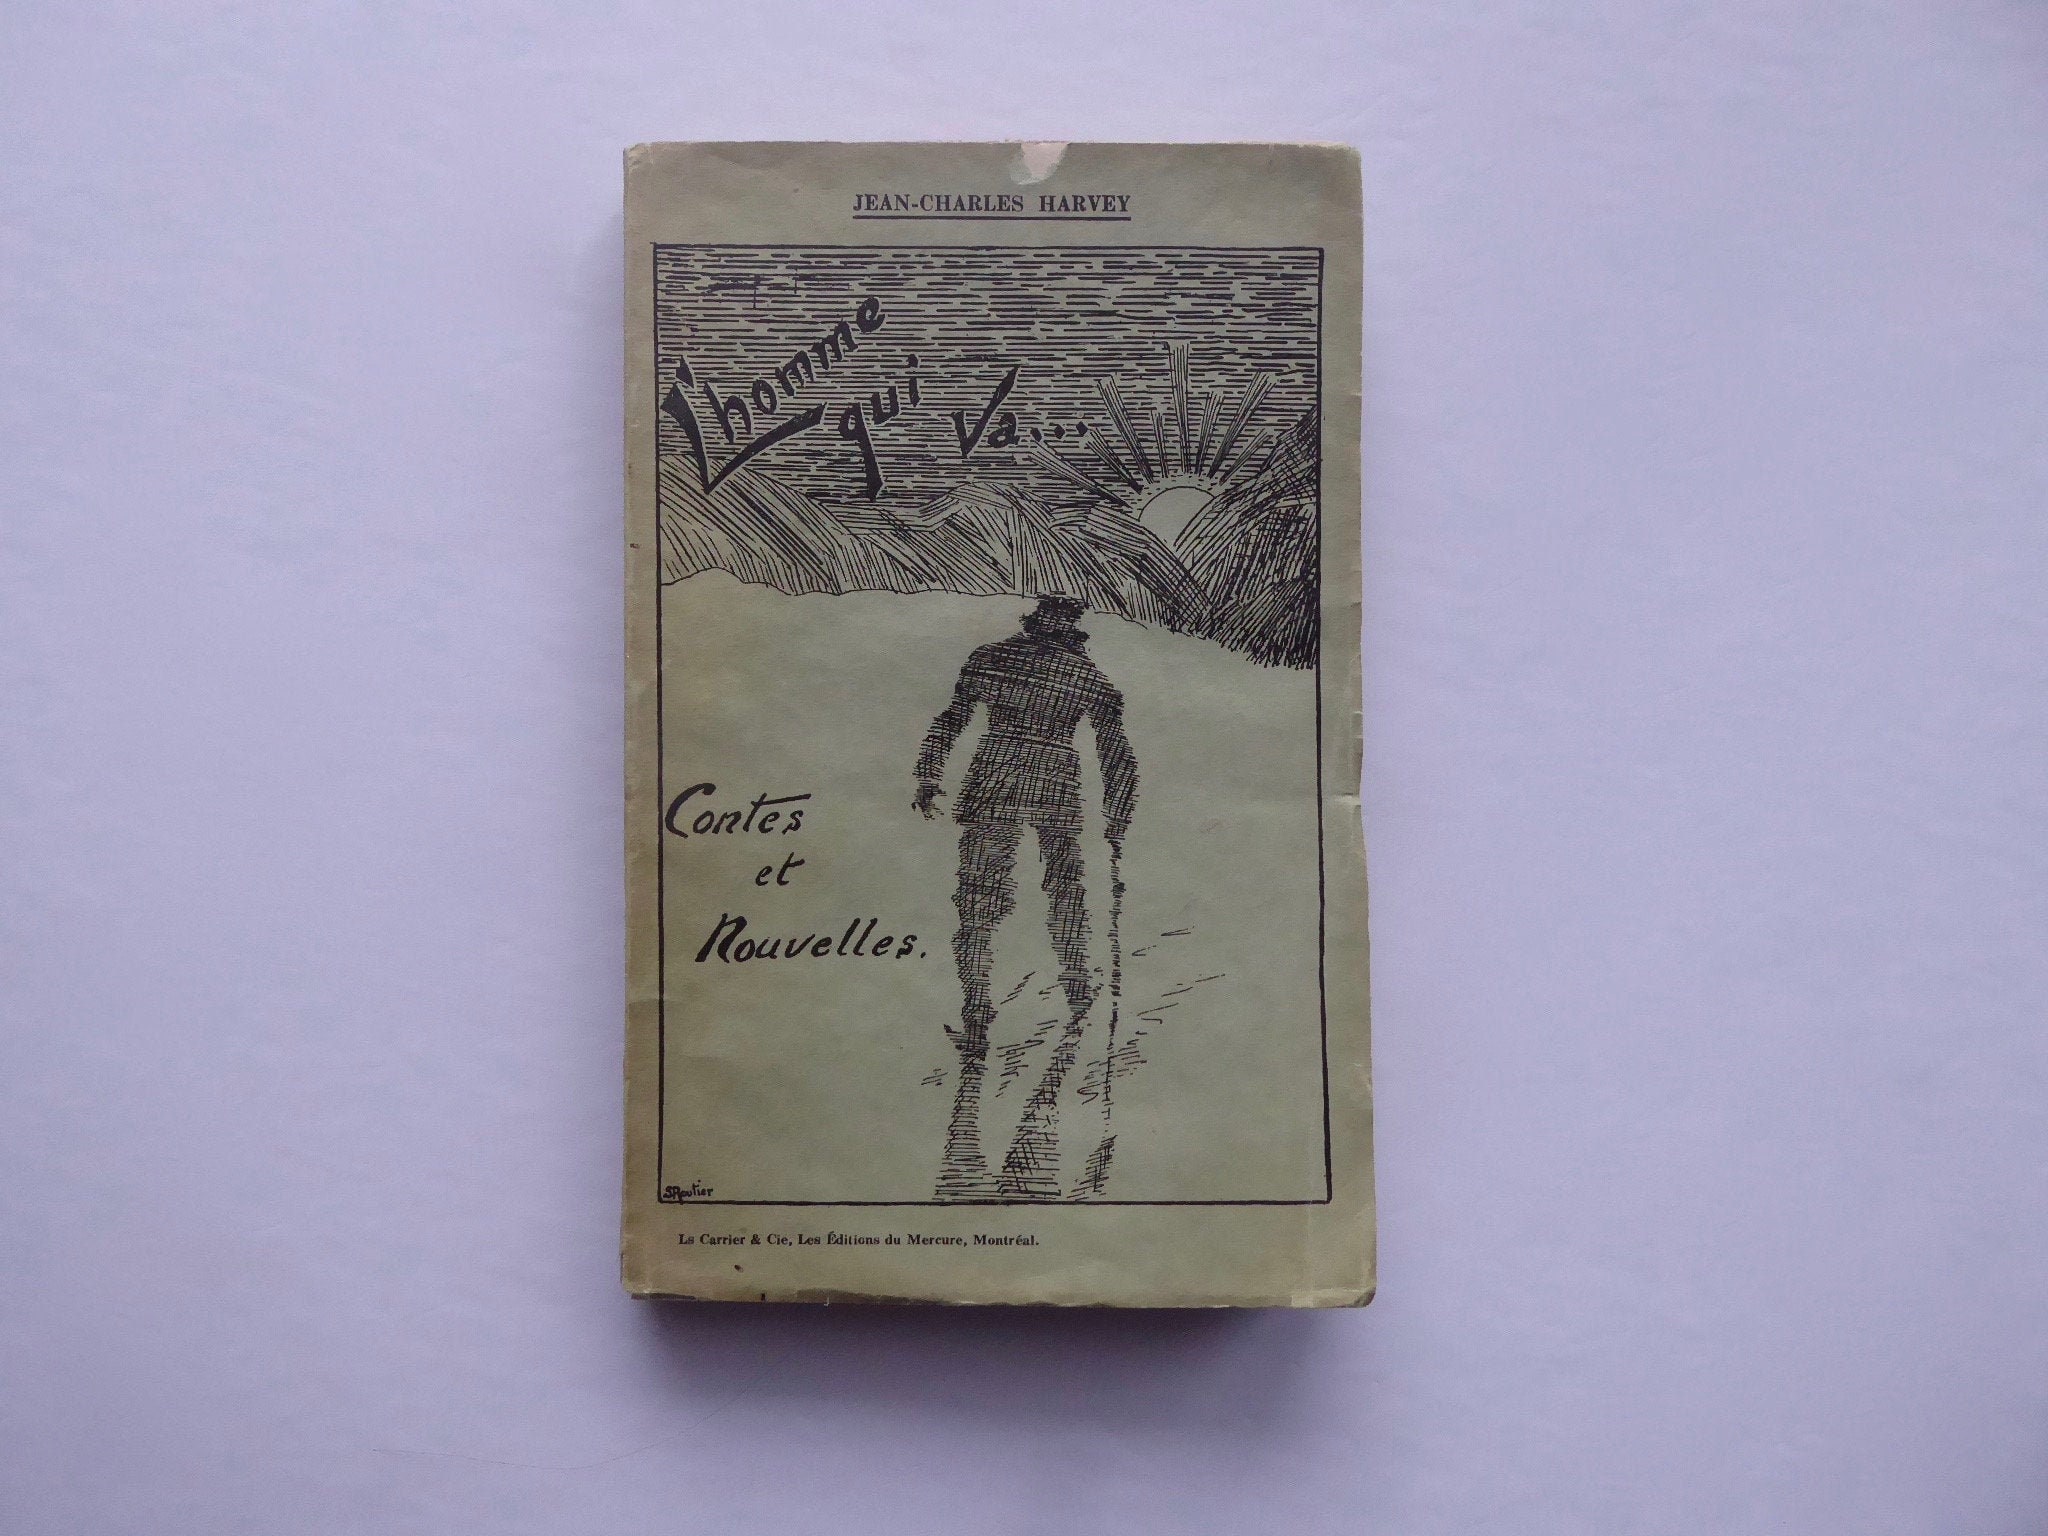 JEAN-CHARLES HARVEY
L'homme
qui va...
Contes
et
Nouvelles.
SRoutier
Ls Carrier & Cie, Les Éditions du Mercure, Montréal.